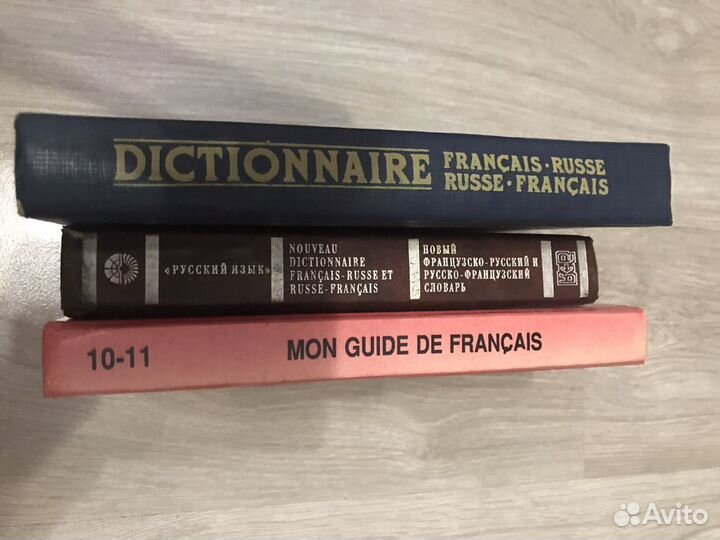 DICTIONNAIRE
FRANÇAIS · RUSSE
RUSSE · FRANÇAIS
«РУССКИЙ ЯЗЫК»
NOUVEAU
DICTIONNAIRE
FRANÇAIS-RUSSE ET
RUSSE-FRANÇAIS
НОВЫЙ
ФРАНЦУЗСКО-РУССКИЙ И
РУССКО-ФРАНЦУЗСКИЙ
СЛОВАРЬ
10-11
MON GUIDE DE FRANÇAIS
Avito